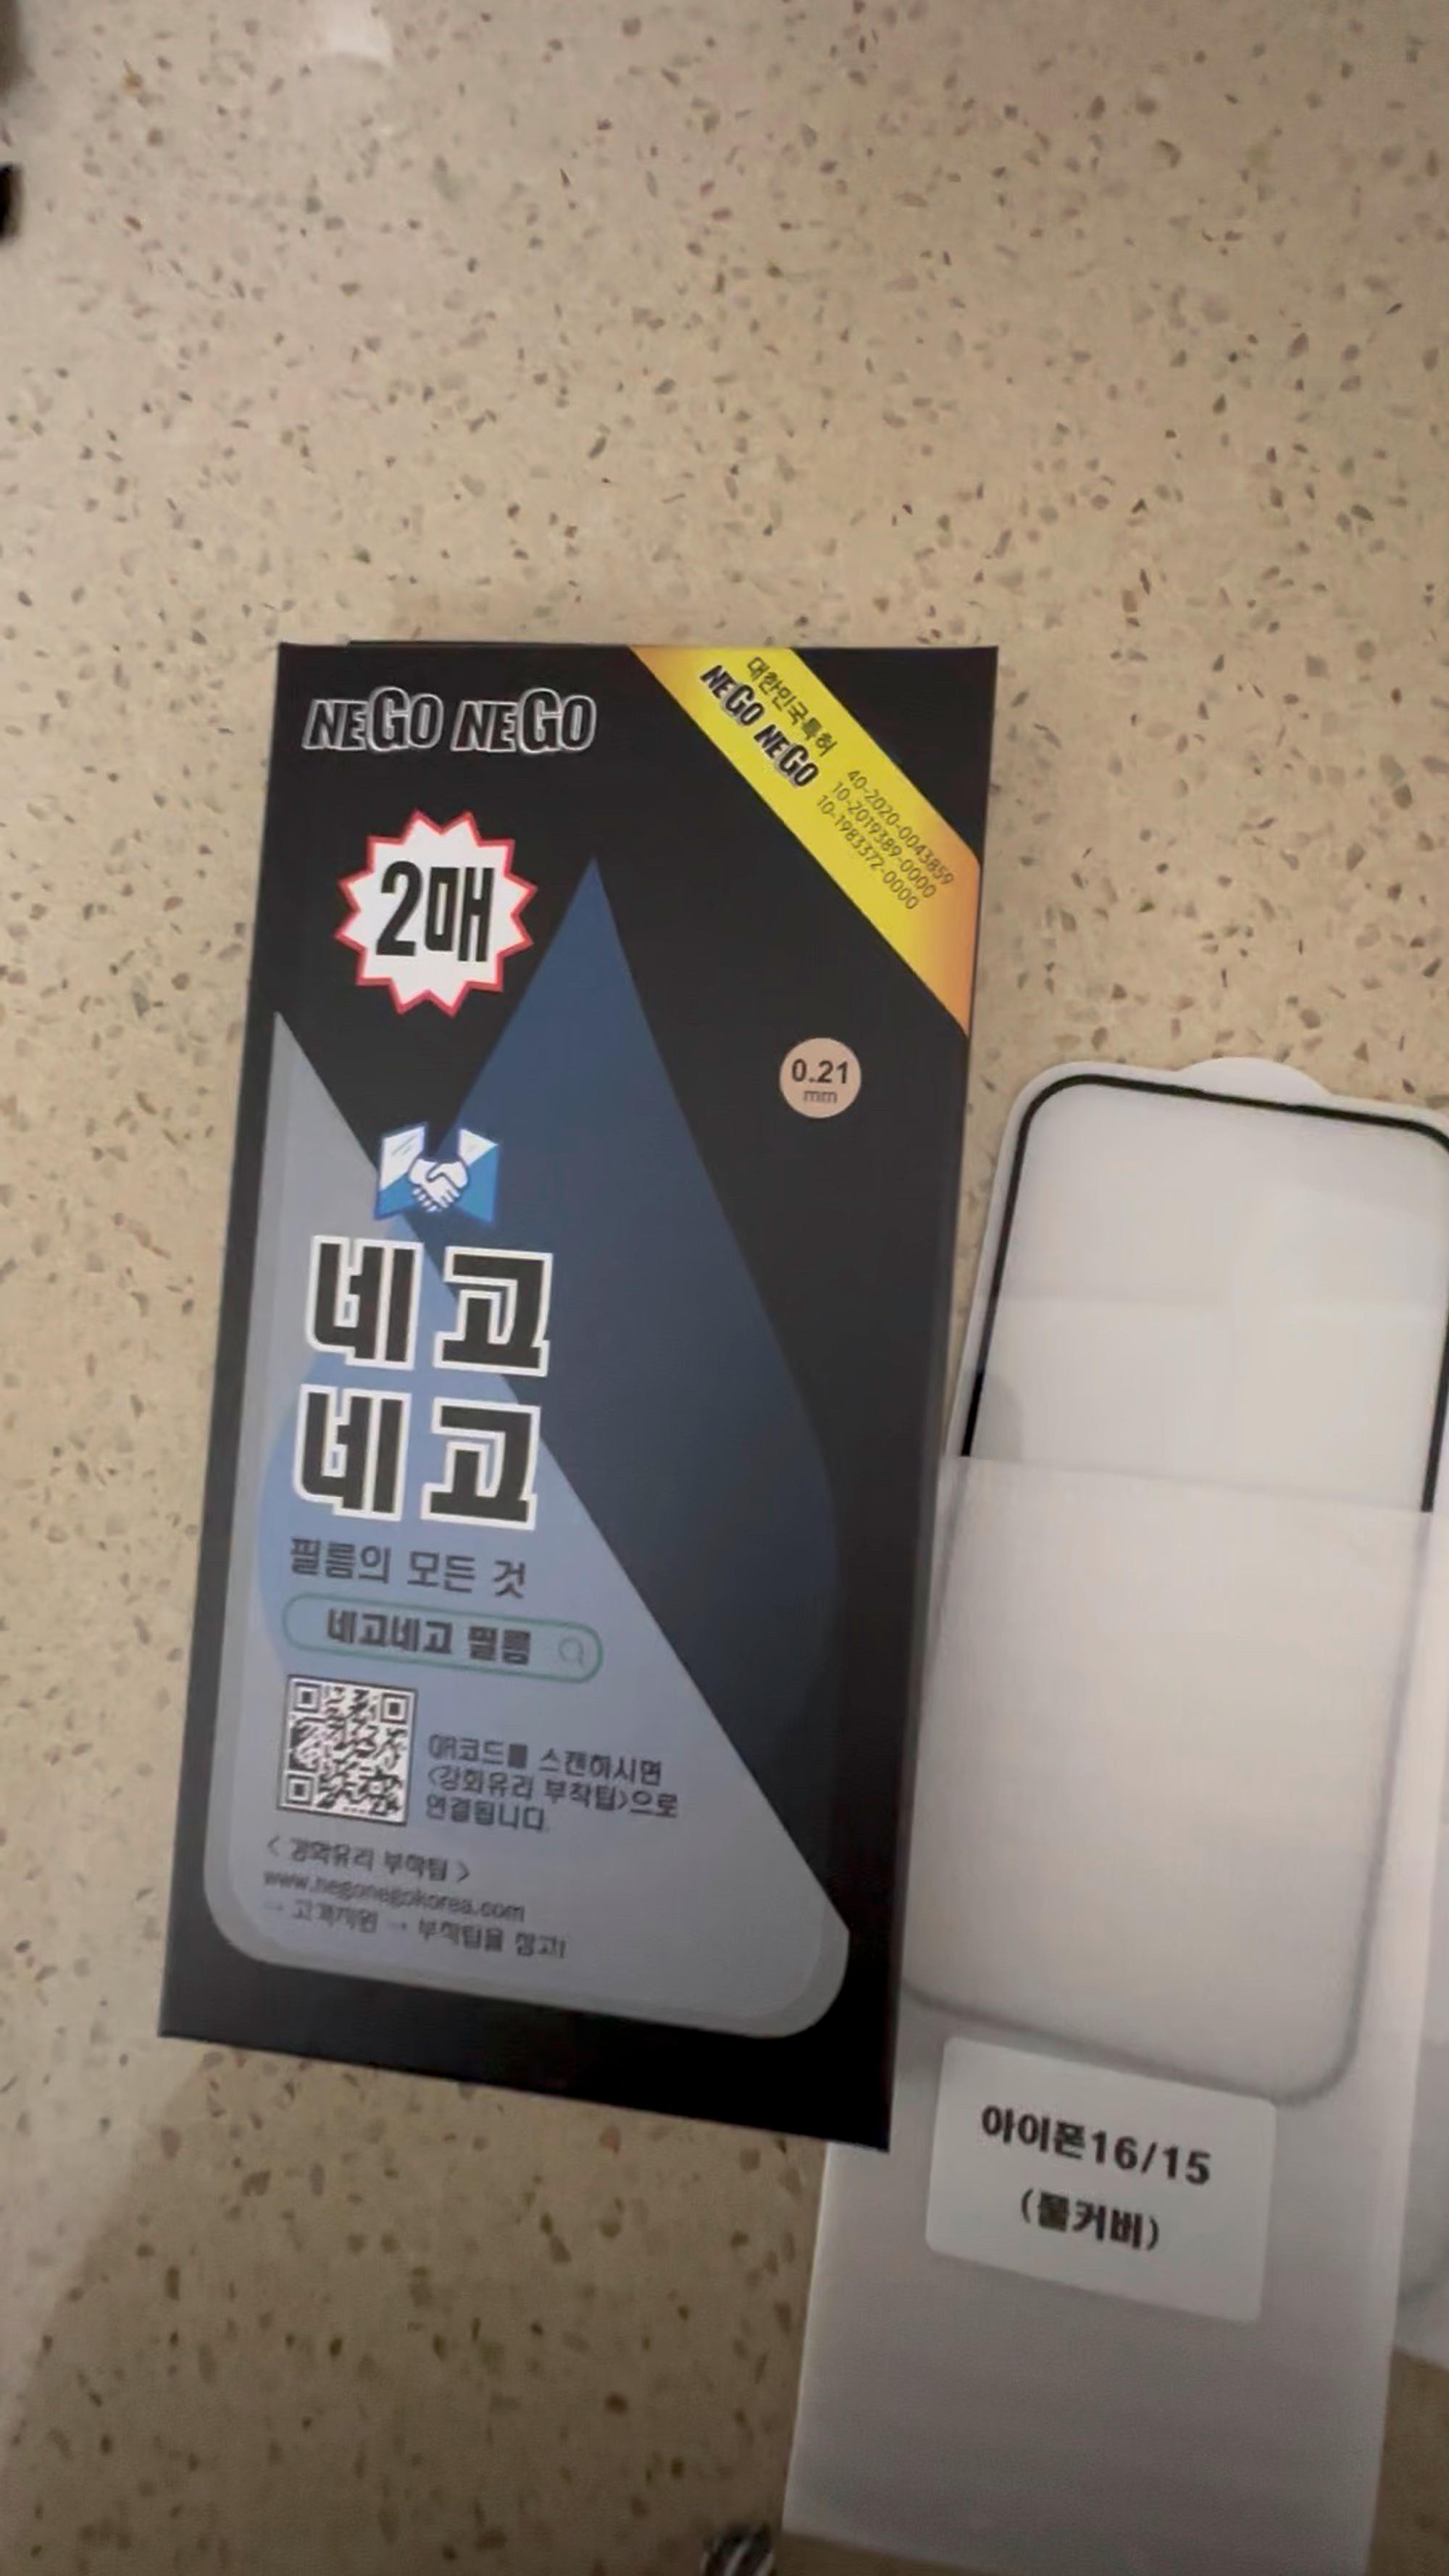 NEGO NEGO
대한민국특허
NEGO NEGO
40-2020-0043859
10-2019389-0000
10-1983372-0000
2매
0.21
mm
네고
네고
필름의 모든 것
네고네고 필름
QR코드를 스캔하시면
<강화유리 부착팁>으로
연결됩니다.
< 강화유리 부착팁 >
www.negonegokorea.com
→ 고객지원 → 부착팁을 참고!
아이폰16/15
(풀커버)